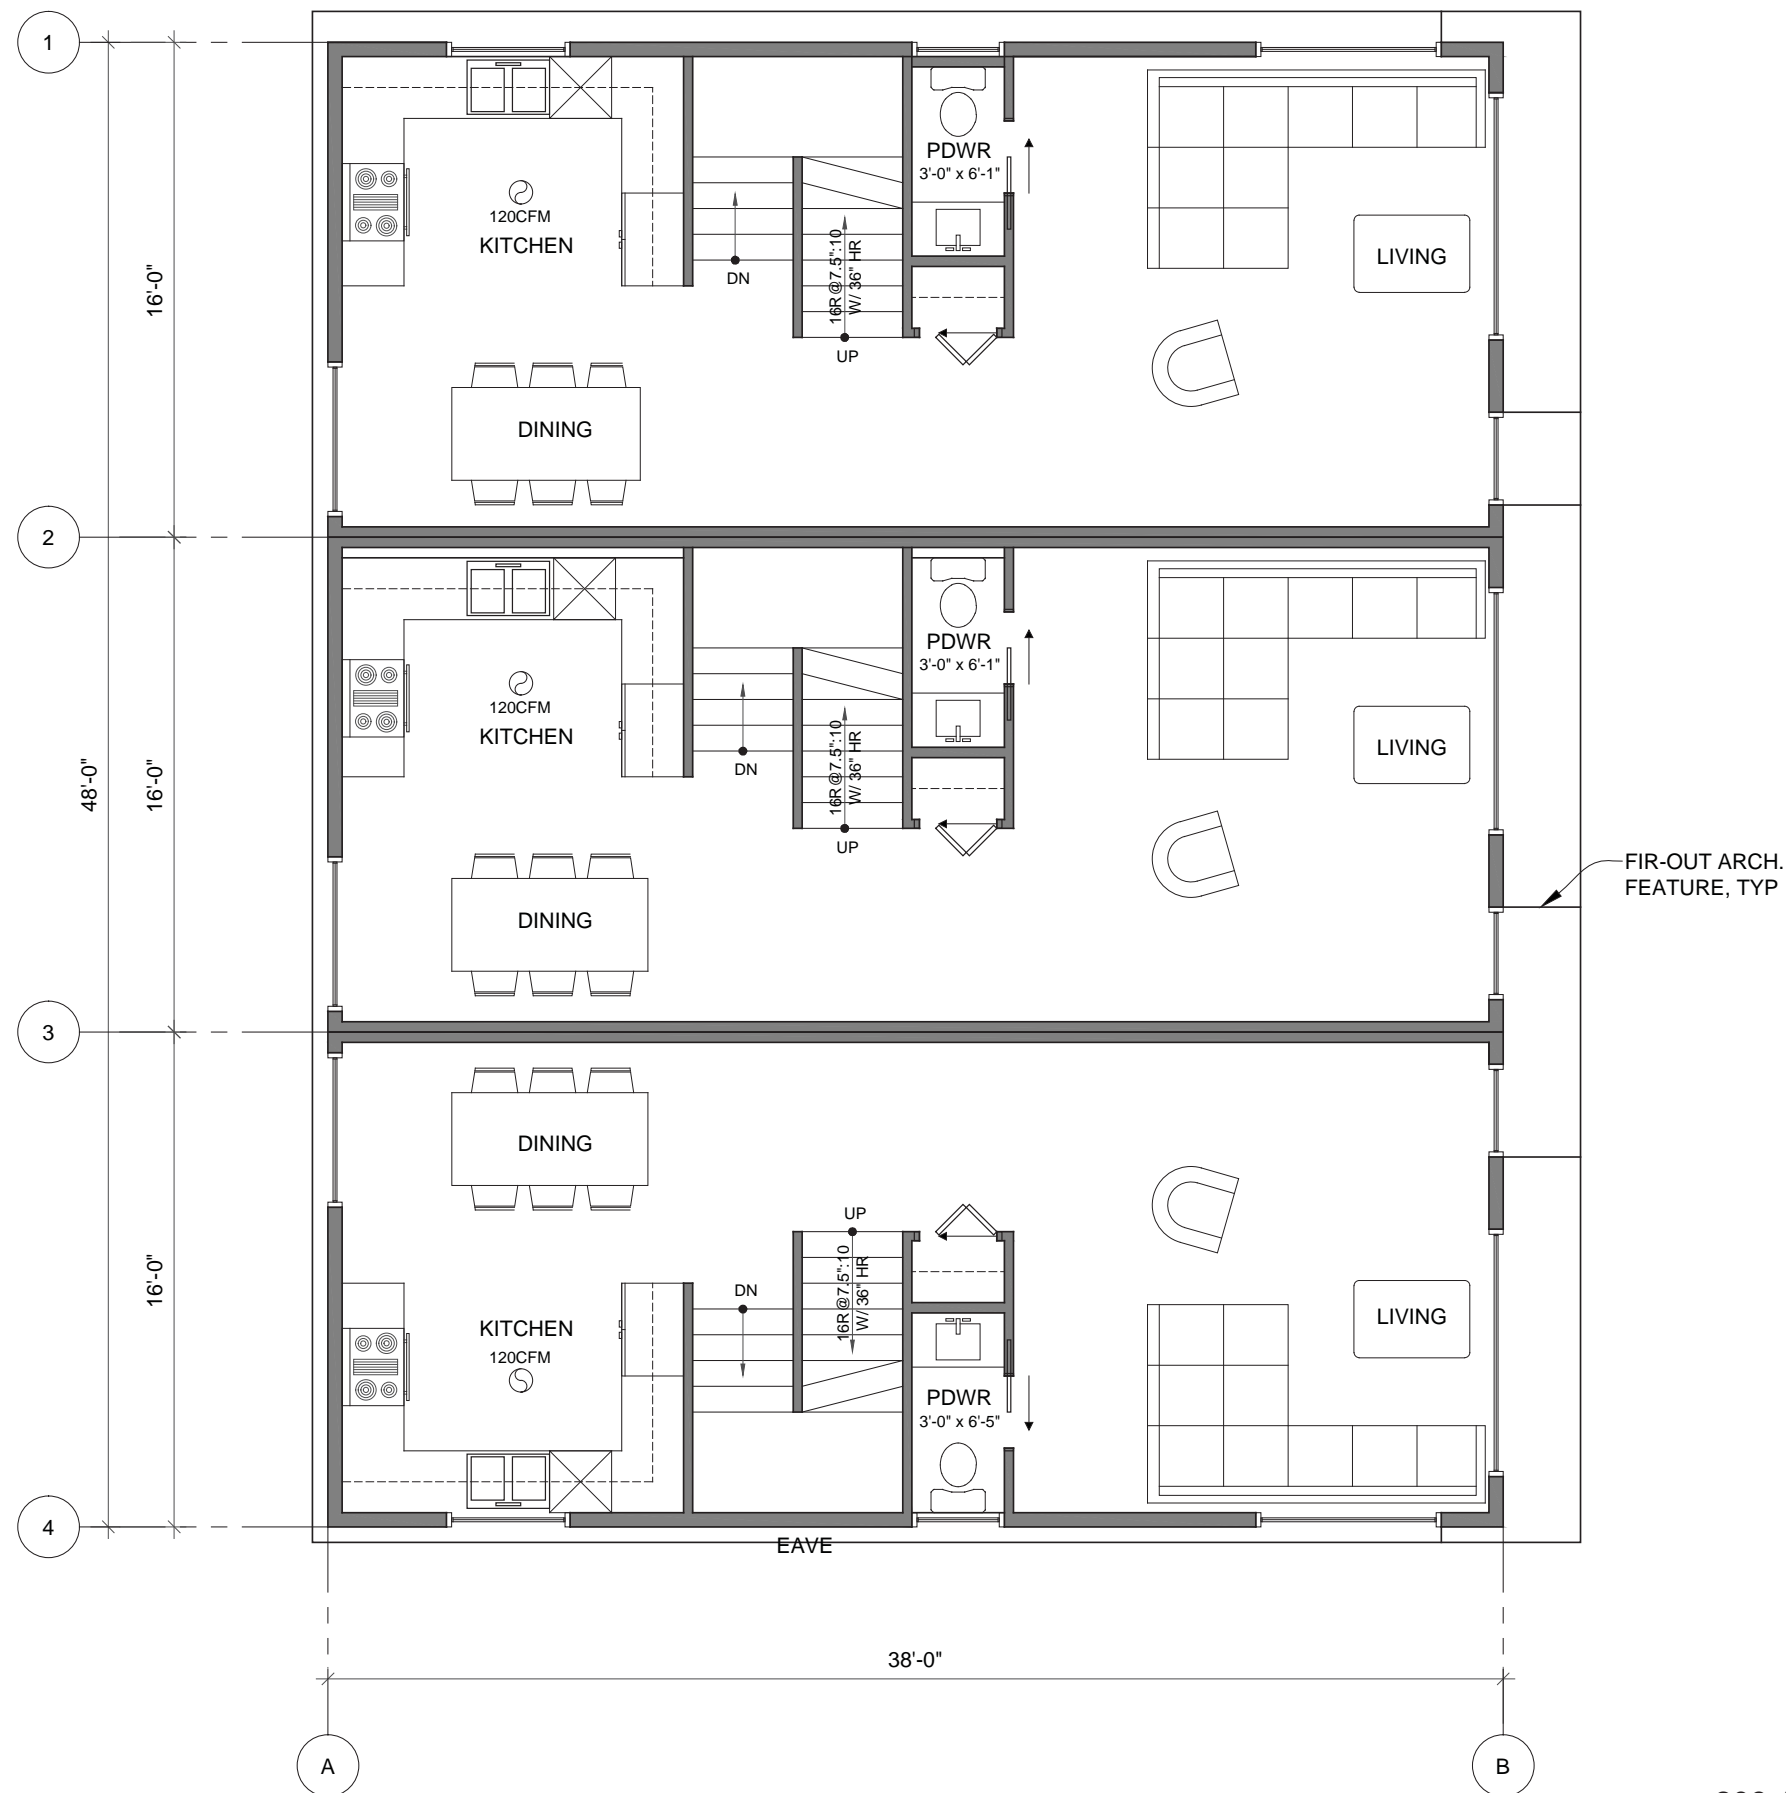 1
16'-0"
120CFM
KITCHEN
DN
16R@7.5":10
W/ 36" HR
UP
PDWR
3'-0" x 6'-1"
LIVING
DINING
2
48'-0"
16'-0"
120CFM
KITCHEN
DN
16R@7.5":10
W/ 36" HR
UP
PDWR
3'-0" x 6'-1"
LIVING
DINING
FIR-OUT ARCH.
FEATURE, TYP
3
16'-0"
DINING
UP
16R@7.5":10
W/ 36" HR
DN
KITCHEN
120CFM
LIVING
PDWR
3'-0" x 6'-5"
4
EAVE
38'-0"
A
B